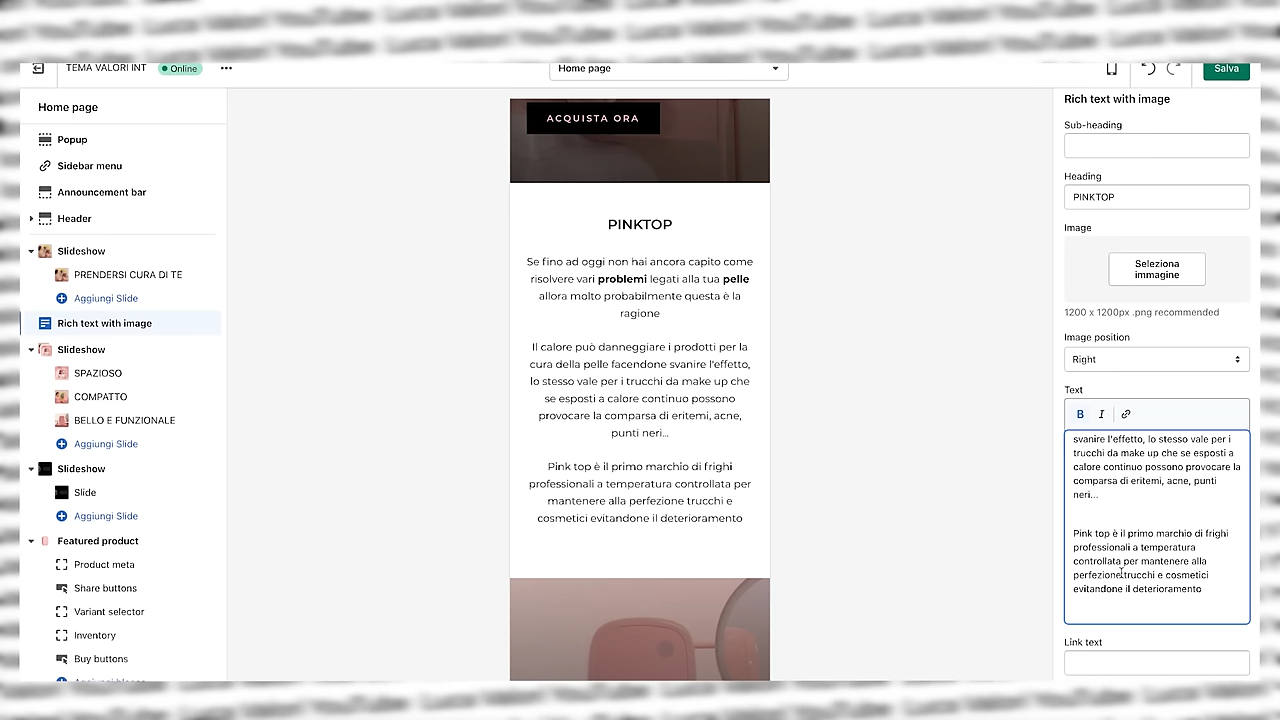 Luca Valori YouTube
TEMA VALORI INT
Online
Home page
Salva
Home page
Popup
Sidebar menu
Announcement bar
Header
Slideshow
PRENDERSI CURA DI TE
Aggiungi Slide
Rich text with image
Slideshow
SPAZIOSO
COMPATTO
BELLO E FUNZIONALE
Aggiungi Slide
Slideshow
Slide
Aggiungi Slide
Featured product
Product meta
Share buttons
Variant selector
Inventory
Buy buttons
ACQUISTA ORA
PINKTOP
Se fino ad oggi non hai ancora capito come
risolvere vari problemi legati alla tua pelle
allora molto probabilmente questa è la
ragione
Il calore può danneggiare i prodotti per la
cura della pelle facendone svanire l'effetto,
lo stesso vale per i trucchi da make up che
se esposti a calore continuo possono
provocare la comparsa di eritemi, acne,
punti neri...
Pink top è il primo marchio di frighi
professionali a temperatura controllata per
mantenere alla perfezione trucchi e
cosmetici evitandone il deterioramento
Rich text with image
Sub-heading
Heading
PINKTOP
Image
Seleziona
immagine
1200 x 1200px .png recommended
Image position
Right
Text
B I
svanire l'effetto, lo stesso vale per i
trucchi da make up che se esposti a
calore continuo possono provocare la
comparsa di eritemi, acne, punti
neri...
Pink top è il primo marchio di frighi
professionali a temperatura
controllata per mantenere alla
perfezione trucchi e cosmetici
evitandone il deterioramento
Link text